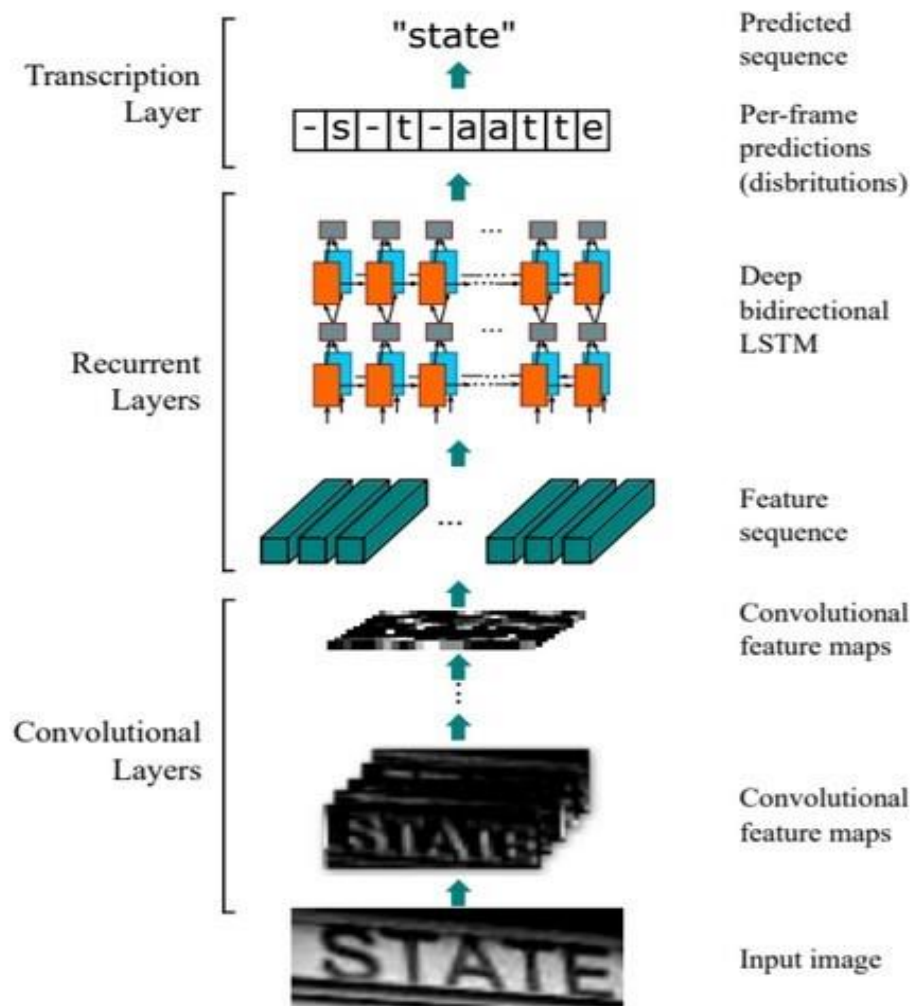 "state"
Predicted
sequence
Transcription
Layer
-s-t-aatte
Per-frame
predictions
(disbritutions)
Deep
bidirectional
LSTM
Recurrent
Layers
Feature
sequence
Convolutional
feature maps
Convolutional
Layers
STATE
Convolutional
feature maps
STATE
Input image